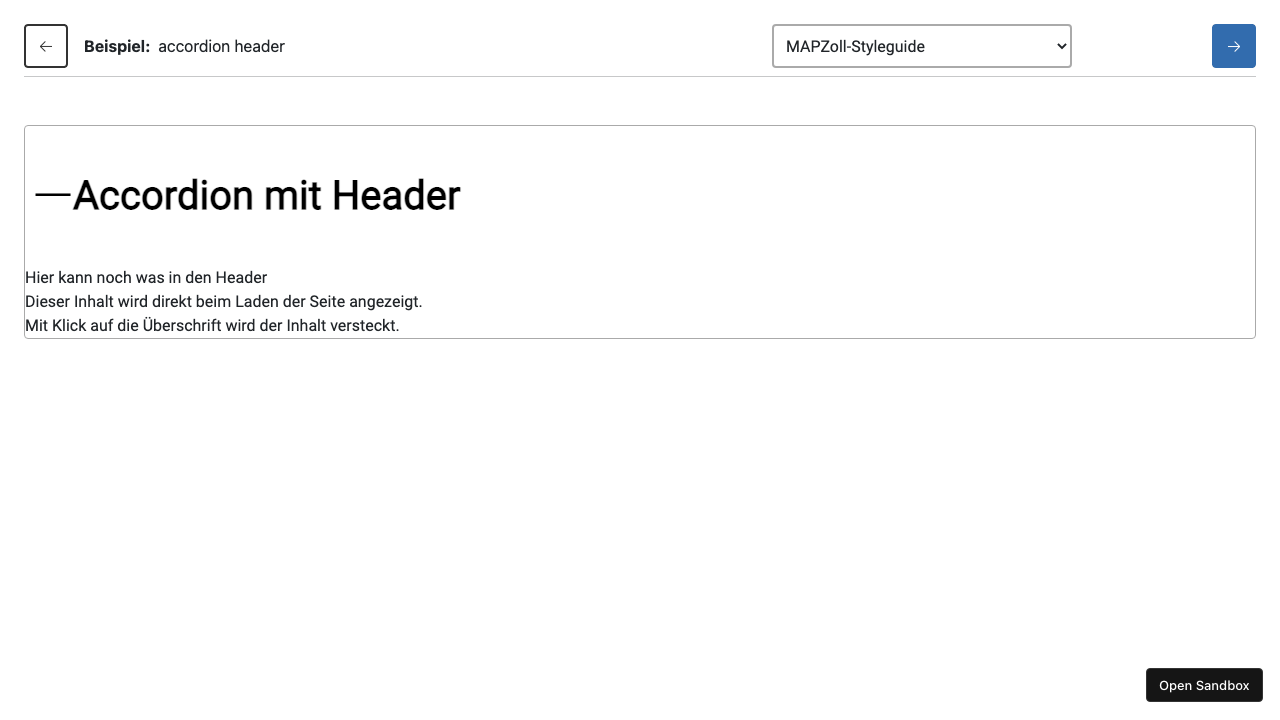 Beispiel: accordion header
MAPZoll-Styleguide
Accordion mit Header
Hier kann noch was in den Header
Dieser Inhalt wird direkt beim Laden der Seite angezeigt.
Mit Klick auf die Überschrift wird der Inhalt versteckt.
Open Sandbox